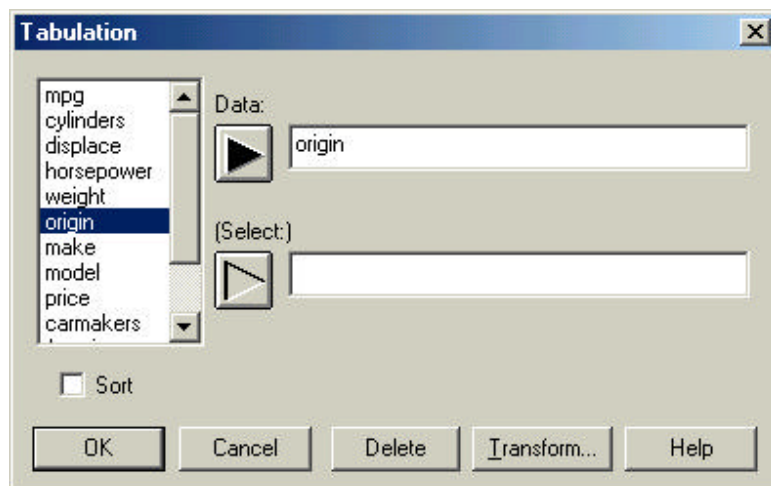 Tabulation
mpg
cylinders
displace
horsepower
weight
origin
make
model
price
carmakers
Data:
origin
(Select:)
Sort
OK
Cancel
Delete
Transform...
Help